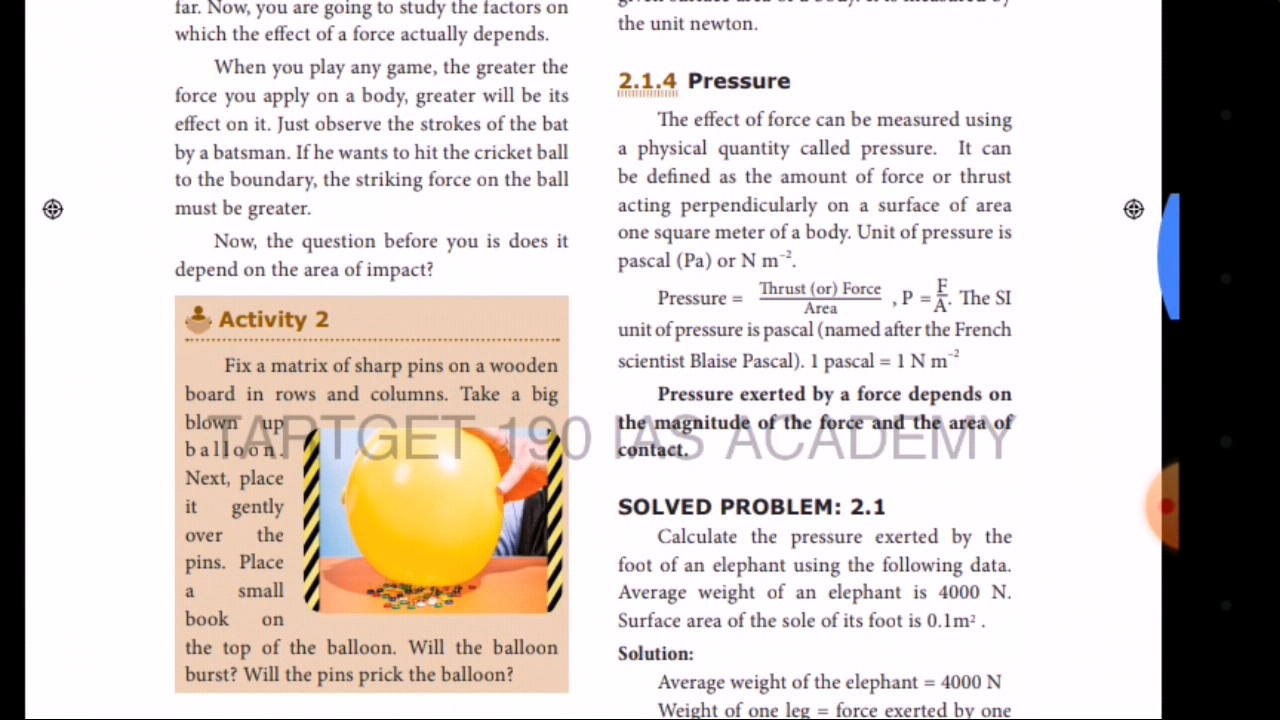 far. Now, you are going to study the factors on
which the effect of a force actually depends.
When you play any game, the greater the
force you apply on a body, greater will be its
effect on it. Just observe the strokes of the bat
by a batsman. If he wants to hit the cricket ball
to the boundary, the striking force on the ball
must be greater.
Now, the question before you is does it
depend on the area of impact?
Activity 2
Fix a matrix of sharp pins on a wooden
board in rows and columns. Take a big
blown up
balloon.
Next, place
it gently
over the
pins. Place
a small
book on
the top of the balloon. Will the balloon
burst? Will the pins prick the balloon?
the unit newton.
2.1.4 Pressure
The effect of force can be measured using
a physical quantity called pressure. It can
be defined as the amount of force or thrust
acting perpendicularly on a surface of area
one square meter of a body. Unit of pressure is
pascal (Pa) or N m⁻².
Pressure = Thrust (or) Force / Area , P = F/A. The SI
unit of pressure is pascal (named after the French
scientist Blaise Pascal). 1 pascal = 1 N m⁻²
Pressure exerted by a force depends on
the magnitude of the force and the area of
contact.
SOLVED PROBLEM: 2.1
Calculate the pressure exerted by the
foot of an elephant using the following data.
Average weight of an elephant is 4000 N.
Surface area of the sole of its foot is 0.1m² .
Solution:
Average weight of the elephant = 4000 N
Weight of one leg = force exerted by one
TARTGET 190 IAS ACADEMY